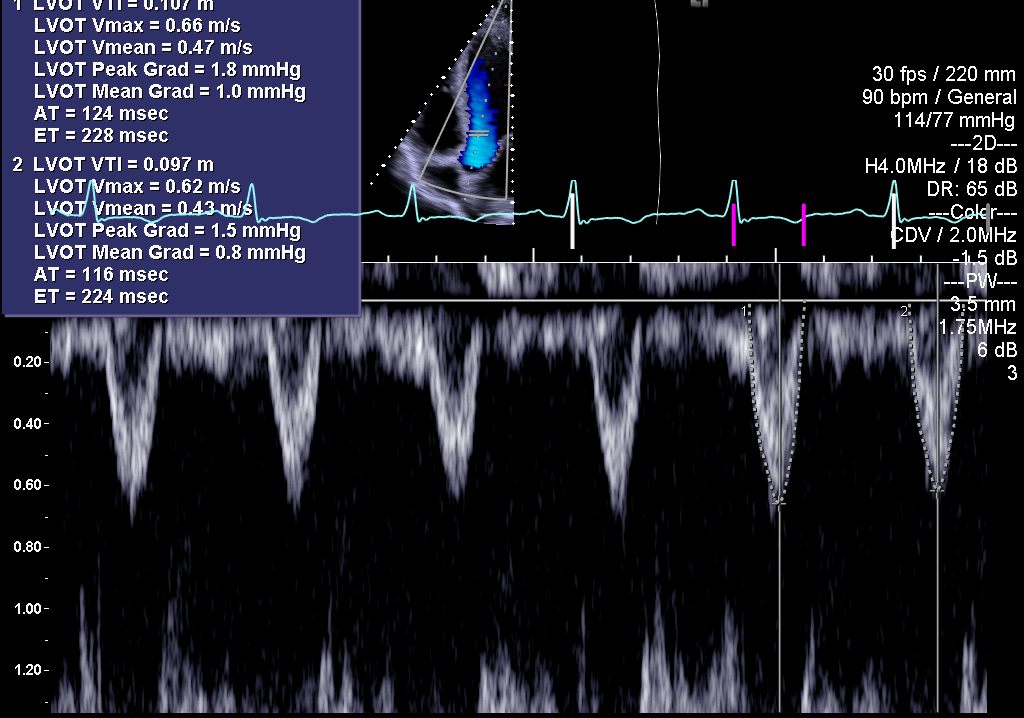 1 LVOT VTI = 0.107 m
LVOT Vmax = 0.66 m/s
LVOT Vmean = 0.47 m/s
LVOT Peak Grad = 1.8 mmHg
LVOT Mean Grad = 1.0 mmHg
AT = 124 msec
ET = 228 msec
2 LVOT VTI = 0.097 m
LVOT Vmax = 0.62 m/s
LVOT Vmean = 0.43 m/s
LVOT Peak Grad = 1.5 mmHg
LVOT Mean Grad = 0.8 mmHg
AT = 116 msec
ET = 224 msec
30 fps / 220 mm
90 bpm / General
114/77 mmHg
---2D---
H4.0MHz / 18 dB
DR: 65 dB
---Color---
CDV / 2.0MHz
-1.5 dB
---PW---
3.5 mm
1.75MHz
6 dB
3
1
2
0.20
0.40
0.60
0.80
1.00
1.20